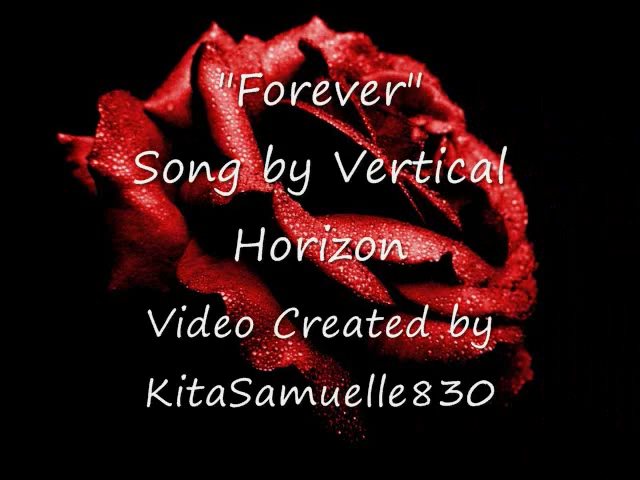 "Forever"
Song by Vertical
Horizon
Video Created by
KitaSamuelle830